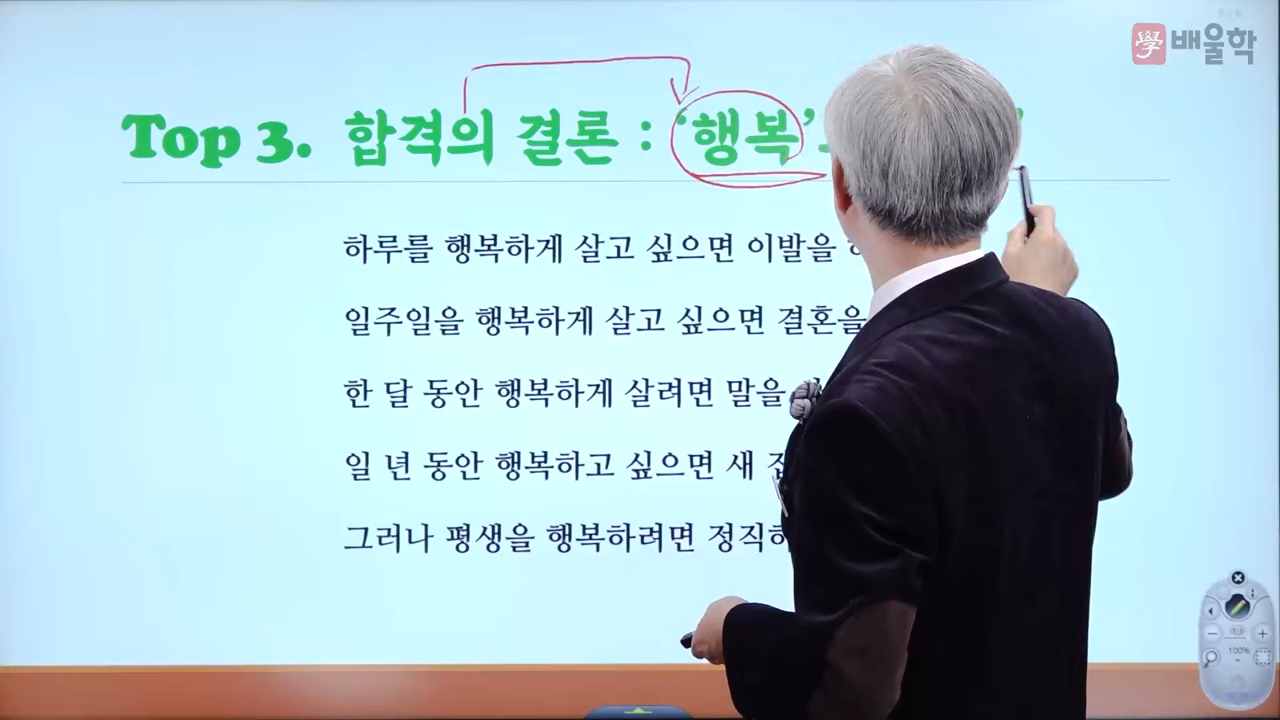 學 배울학
Top 3. 합격의 결론 : '행복'
하루를 행복하게 살고 싶으면 이발을
일주일을 행복하게 살고 싶으면 결혼을
한 달 동안 행복하게 살려면 말을
일 년 동안 행복하고 싶으면 새
그러나 평생을 행복하려면
100%